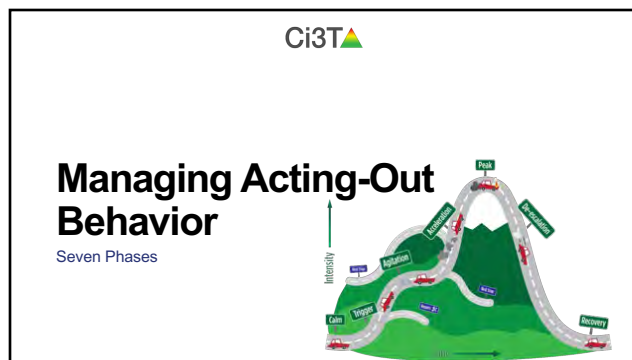 Ci3T
Managing Acting-Out
Behavior
Seven Phases
Peak
De-escalation
Acceleration
Intensity
Agitation
Trigger
Calm
Recovery